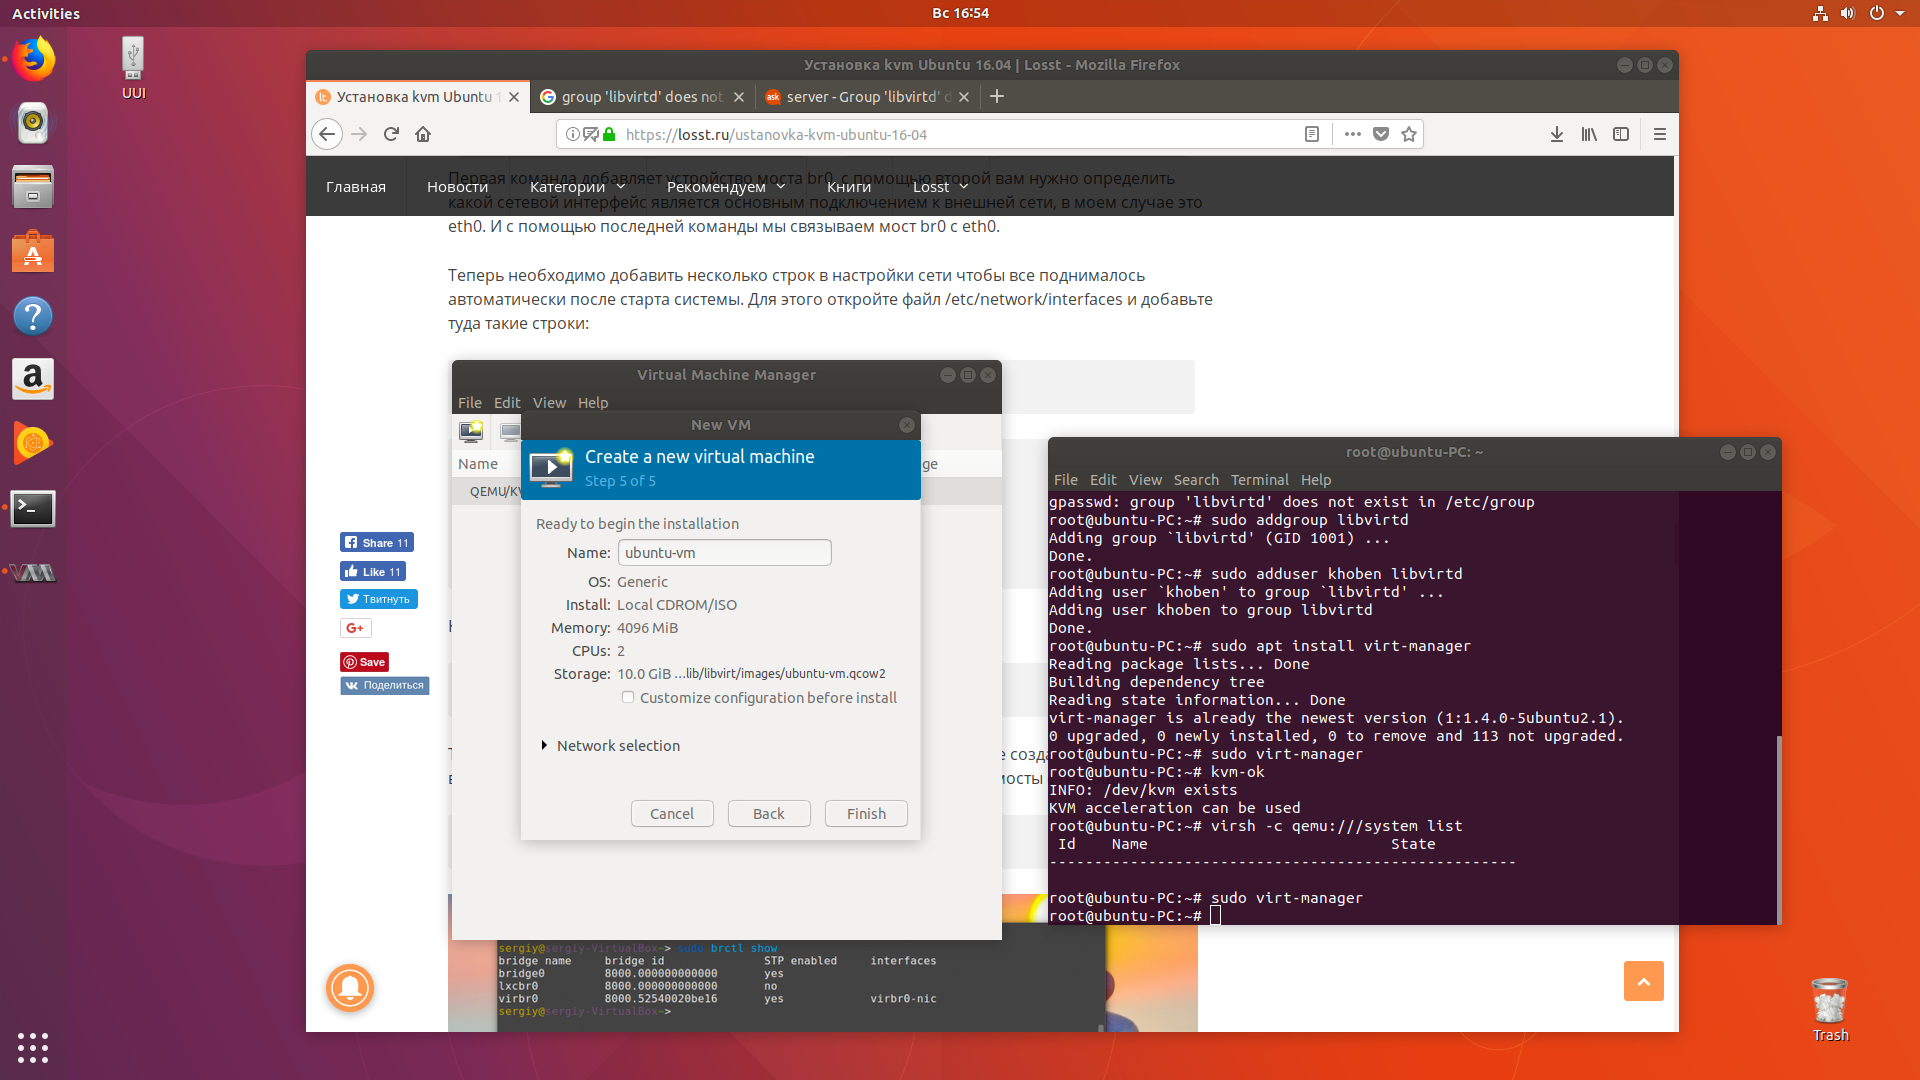 Activities
Вс 16:54
UUI
Установка kvm Ubuntu 16.04 | Losst - Mozilla Firefox
Установка kvm Ubuntu 1
group 'libvirtd' does not
server - Group 'libvirtd' d
https://losst.ru/ustanovka-kvm-ubuntu-16-04
Главная
Новости
Категории
Рекомендуем
Книги
Losst
Первая команда добавляет устройство моста br0, с помощью второй вам нужно определить
какой сетевой интерфейс является основным подключением к внешней сети, в моем случае это
eth0. И с помощью последней команды мы связываем мост br0 с eth0.
Теперь необходимо добавить несколько строк в настройки сети чтобы все поднималось
автоматически после старта системы. Для этого откройте файл /etc/network/interfaces и добавьте
туда такие строки:
Share 11
Like 11
Твитнуть
G+
Save
Поделиться
Virtual Machine Manager
File Edit View Help
Name
ge
QEMU/KV
New VM
Create a new virtual machine
Step 5 of 5
Ready to begin the installation
Name: ubuntu-vm
OS: Generic
Install: Local CDROM/ISO
Memory: 4096 MiB
CPUs: 2
Storage: 10.0 GiB ...lib/libvirt/images/ubuntu-vm.qcow2
Customize configuration before install
Network selection
Cancel
Back
Finish
root@ubuntu-PC: ~
File Edit View Search Terminal Help
gpasswd: group 'libvirtd' does not exist in /etc/group
root@ubuntu-PC:~# sudo addgroup libvirtd
Adding group `libvirtd' (GID 1001) ...
Done.
root@ubuntu-PC:~# sudo adduser khoben libvirtd
Adding user `khoben' to group `libvirtd' ...
Adding user khoben to group libvirtd
Done.
root@ubuntu-PC:~# sudo apt install virt-manager
Reading package lists... Done
Building dependency tree
Reading state information... Done
virt-manager is already the newest version (1:1.4.0-5ubuntu2.1).
0 upgraded, 0 newly installed, 0 to remove and 113 not upgraded.
root@ubuntu-PC:~# sudo virt-manager
root@ubuntu-PC:~# kvm-ok
INFO: /dev/kvm exists
KVM acceleration can be used
root@ubuntu-PC:~# virsh -c qemu:///system list
Id Name State
----------------------------------------------------
root@ubuntu-PC:~# sudo virt-manager
root@ubuntu-PC:~#
sergiy@sergiy-VirtualBox~> sudo brctl show
bridge name bridge id STP enabled interfaces
bridge0 8000.000000000000 yes
lxcbr0 8000.000000000000 no
virbr0 8000.52540020be16 yes virbr0-nic
sergiy@sergiy-VirtualBox~>
Trash